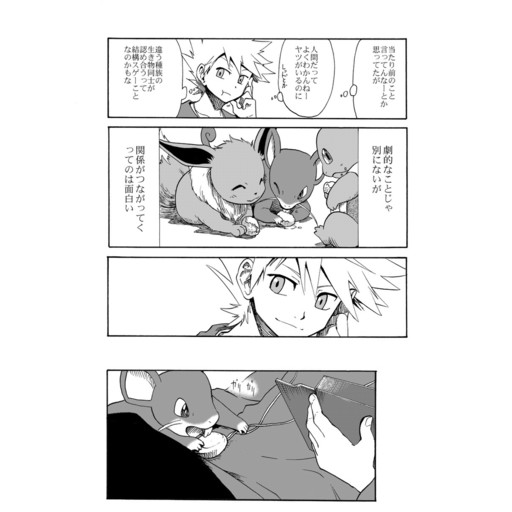 当たり前のこと
言ってんなーとか
思ってたが
人間だって
よくわかんねー
ヤツがいるのに
違う種族の
生き物同士が
認め合うって
結構スゲーこと
なのかもな
劇的なことじゃ
別にないが
関係がつながってく
ってのは面白い
ガリガリ